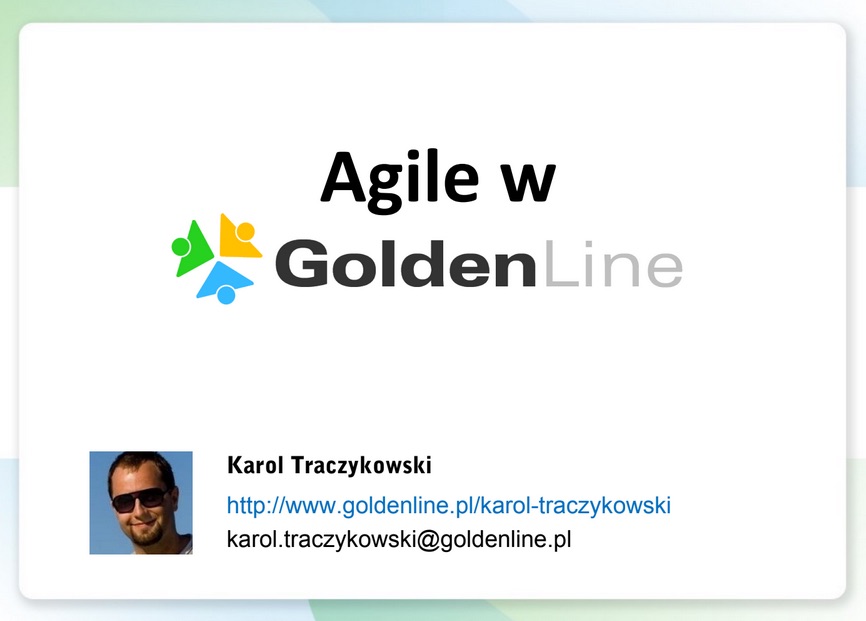 Agile w
GoldenLine
Karol Traczykowski
http://www.goldenline.pl/karol-traczykowski
karol.traczykowski@goldenline.pl